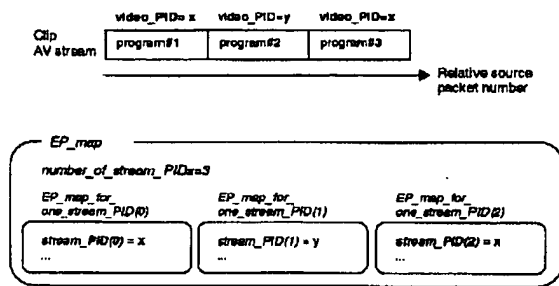 video_PID= x video_PID=y video_PID=x
Clip
AV stream
program#1 program#2 program#3
Relative source
packet number
EP_map
number_of_stream_PIDs=3
EP_map_for_
one_stream_PID(0)
EP_map_for_
one_stream_PID(1)
EP_map_for_
one_stream_PID(2)
stream_PID(0) = x
...
stream_PID(1) = y
...
stream_PID(2) = x
...